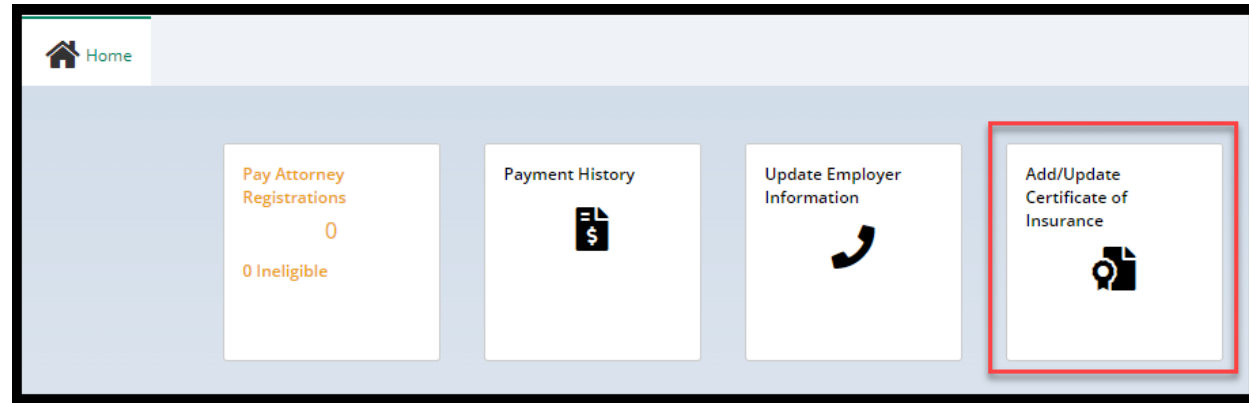 Home
Pay Attorney
Registrations
0
0 Ineligible
Payment History
$
Update Employer
Information
Add/Update
Certificate of
Insurance